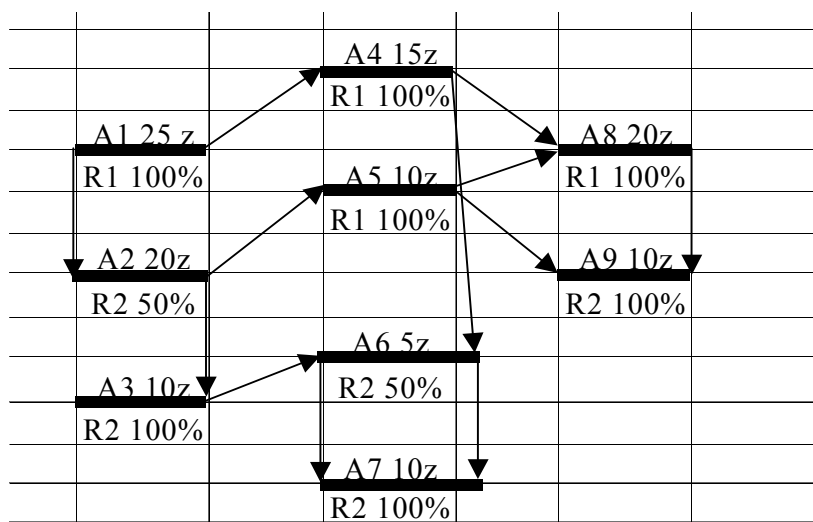 A4 15z
R1 100%
A1 25 z
R1 100%
A8 20z
R1 100%
A5 10z
R1 100%
A2 20z
R2 50%
A9 10z
R2 100%
A6 5z
R2 50%
A3 10z
R2 100%
A7 10z
R2 100%